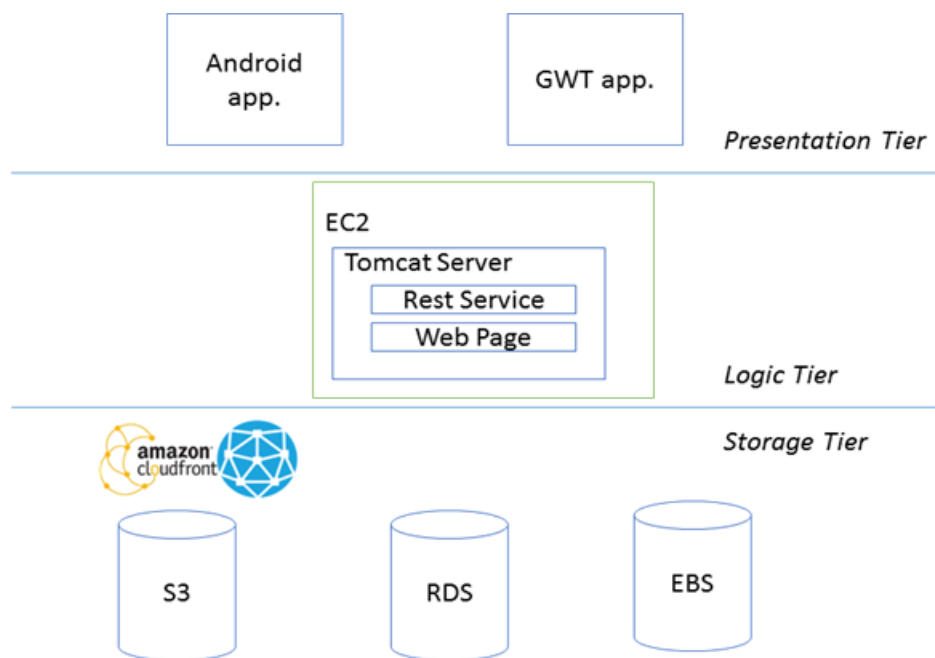 Android
app.
GWT app.
Presentation Tier
EC2
Tomcat Server
Rest Service
Web Page
Logic Tier
Storage Tier
amazon
cloudfront
S3
RDS
EBS